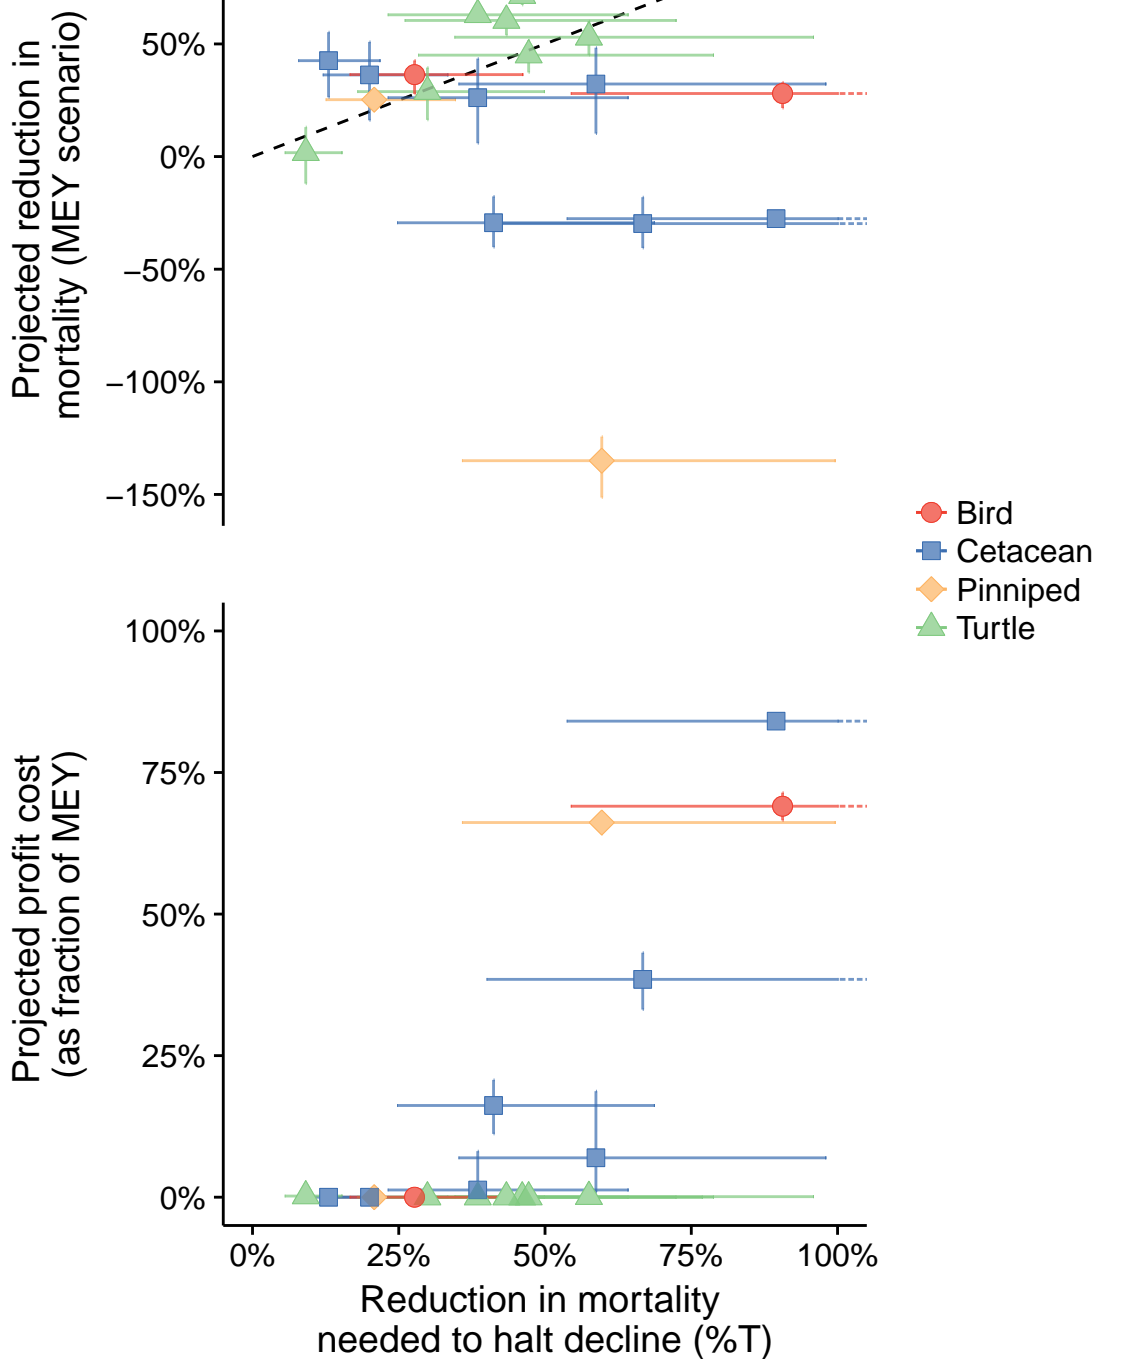 Projected reduction in
mortality (MEY scenario)
50%
0%
−50%
−100%
−150%
Bird
Cetacean
Pinniped
Turtle
Projected profit cost
(as fraction of MEY)
100%
75%
50%
25%
0%
0% 25% 50% 75% 100%
Reduction in mortality
needed to halt decline (%T)